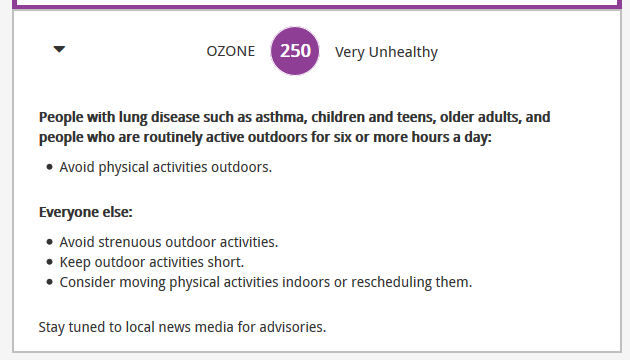 OZONE 250 Very Unhealthy
People with lung disease such as asthma, children and teens, older adults, and
people who are routinely active outdoors for six or more hours a day:
• Avoid physical activities outdoors.
Everyone else:
• Avoid strenuous outdoor activities.
• Keep outdoor activities short.
• Consider moving physical activities indoors or rescheduling them.
Stay tuned to local news media for advisories.